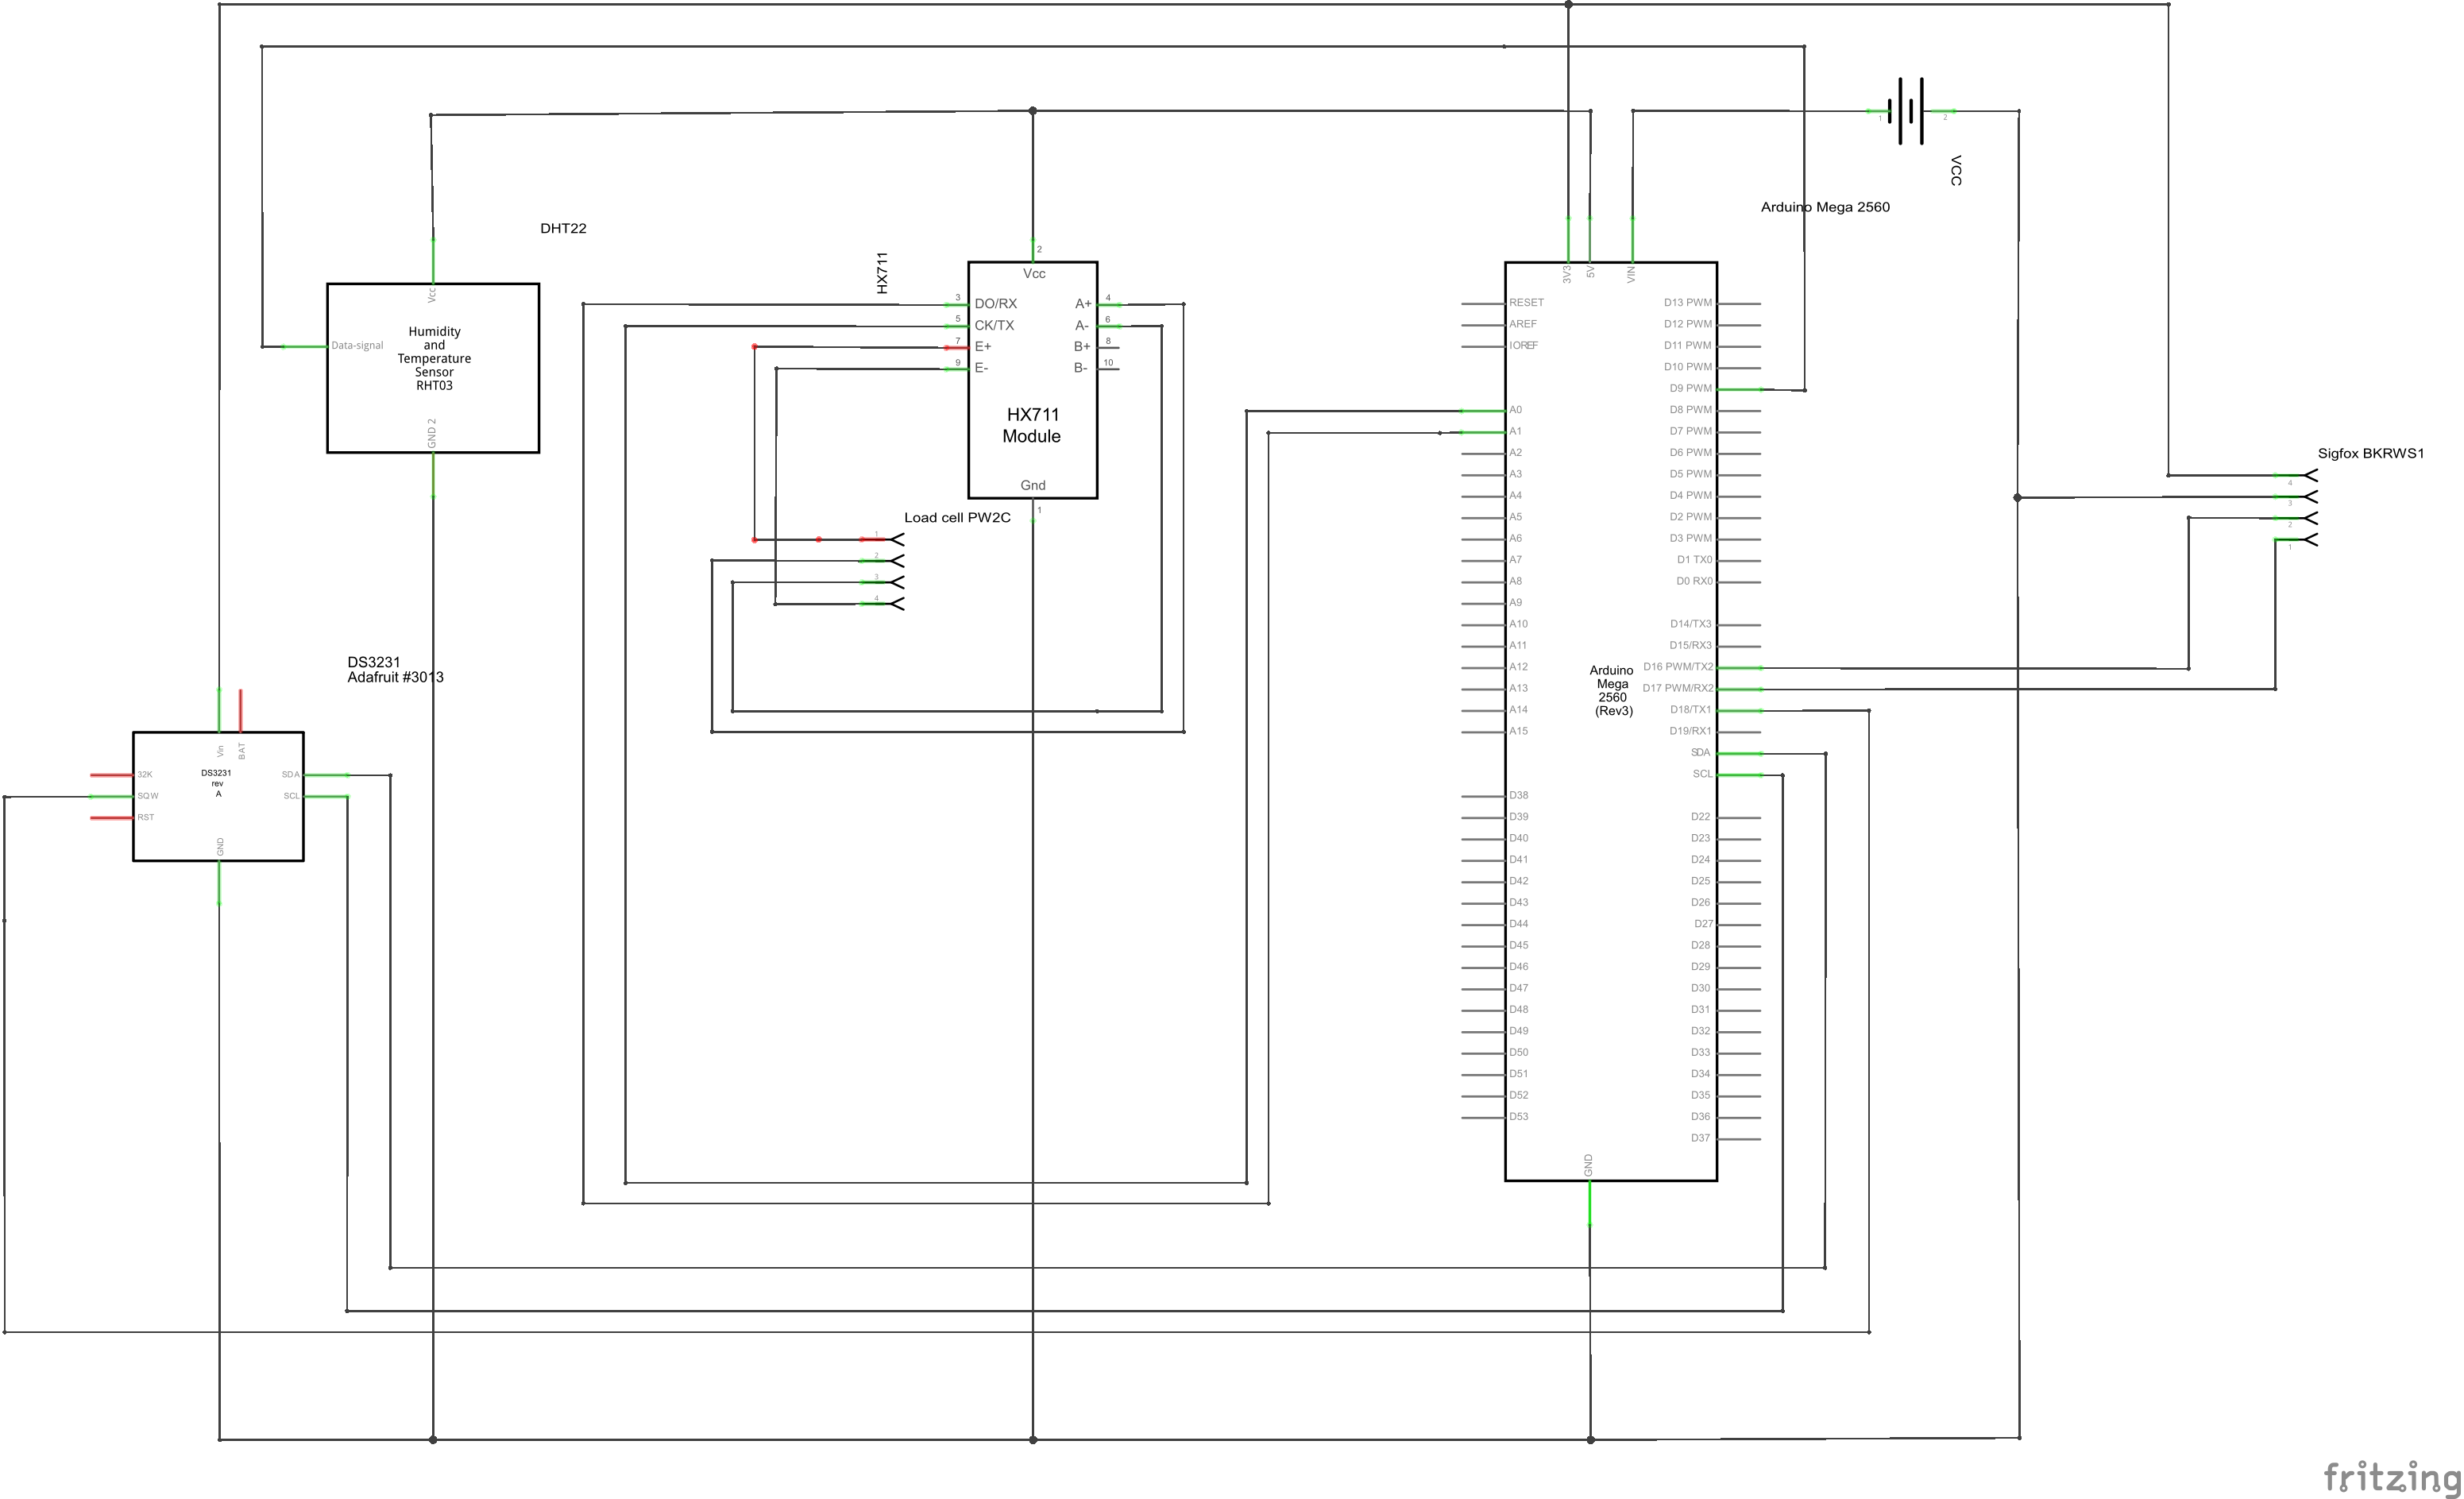 VCC
1
2
Arduino Mega 2560
DHT22
Vcc
Data-signal
Humidity
and
Temperature
Sensor
RHT03
GND 2
HX711
2
Vcc
3 DO/RX
5 CK/TX
7 E+
9 E-
A+ 4
A- 6
B+ 8
B- 10
HX711
Module
Gnd
1
Load cell PW2C
1
2
3
4
3V3
5V
VIN
RESET
AREF
IOREF
A0
A1
A2
A3
A4
A5
A6
A7
A8
A9
A10
A11
A12
A13
A14
A15
D38
D39
D40
D41
D42
D43
D44
D45
D46
D47
D48
D49
D50
D51
D52
D53
Arduino
Mega
2560
(Rev3)
D13 PWM
D12 PWM
D11 PWM
D10 PWM
D9 PWM
D8 PWM
D7 PWM
D6 PWM
D5 PWM
D4 PWM
D2 PWM
D3 PWM
D1 TX0
D0 RX0
D14/TX3
D15/RX3
D16 PWM/TX2
D17 PWM/RX2
D18/TX1
D19/RX1
SDA
SCL
D22
D23
D24
D25
D26
D27
D28
D29
D30
D31
D32
D33
D34
D35
D36
D37
GND
Sigfox BKRWS1
4
3
2
1
DS3231
Adafruit #3013
Vin
BAT
32K
SQW
RST
DS3231
rev
A
SDA
SCL
GND
fritzing